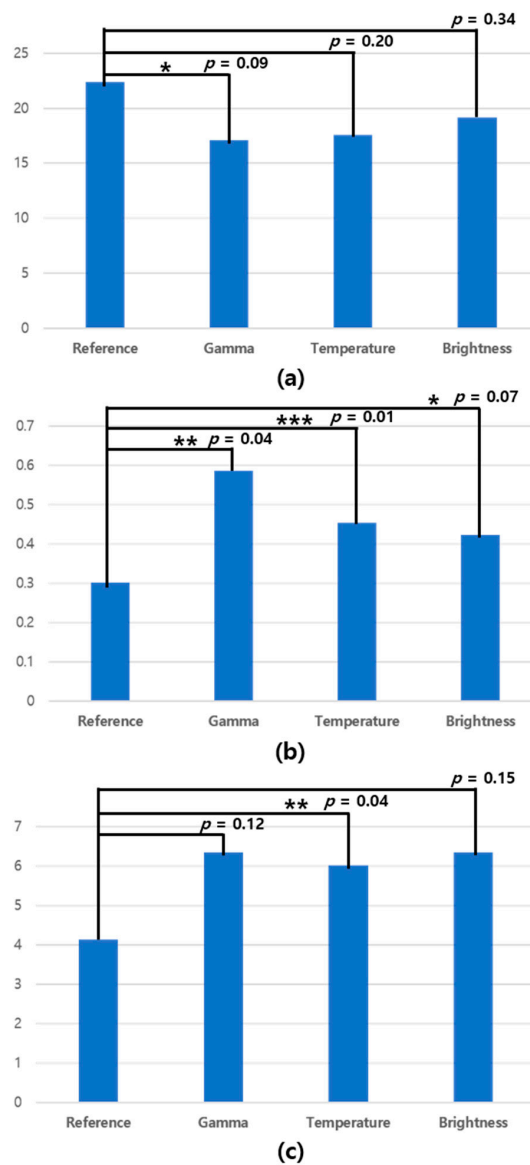 p = 0.34
p = 0.20
* p = 0.09
25
20
15
10
5
0
Reference Gamma Temperature Brightness
(a)
* p = 0.07
*** p = 0.01
** p = 0.04
0.7
0.6
0.5
0.4
0.3
0.2
0.1
0
Reference Gamma Temperature Brightness
(b)
p = 0.15
** p = 0.04
p = 0.12
7
6
5
4
3
2
1
0
Reference Gamma Temperature Brightness
(c)